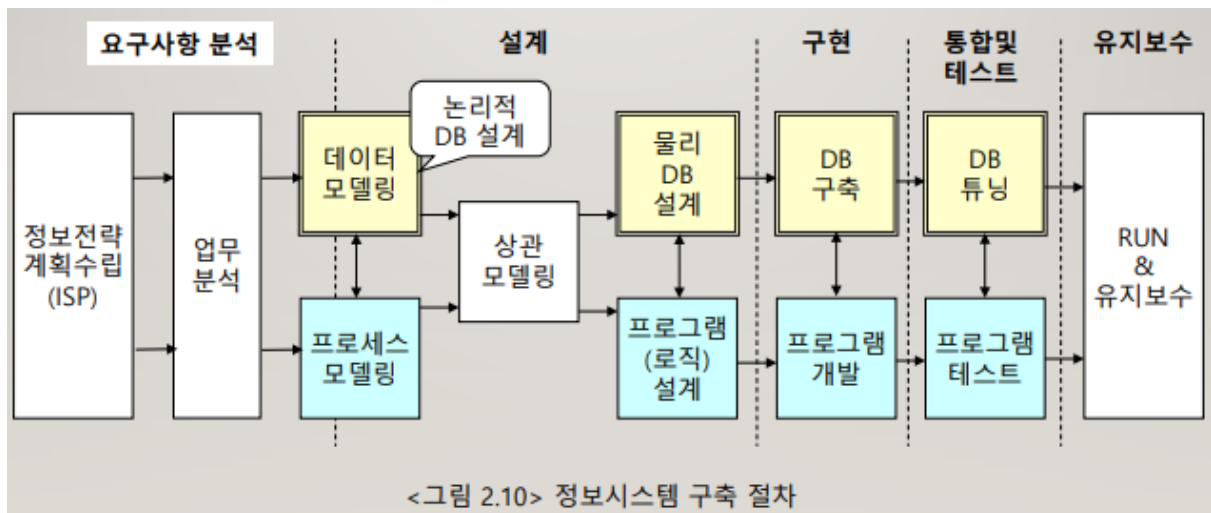 요구사항 분석
설계
구현
통합및
테스트
유지보수
정보전략
계획수립
(ISP)
업무
분석
데이터
모델링
논리적
DB 설계
프로세스
모델링
상관
모델링
물리
DB
설계
프로그램
(로직)
설계
DB
구축
프로그램
개발
DB
튜닝
프로그램
테스트
RUN
&
유지보수
<그림 2.10> 정보시스템 구축 절차